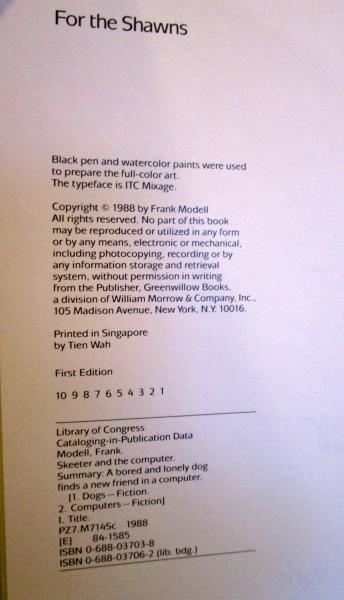 For the Shawns
Black pen and watercolor paints were used
to prepare the full-color art.
The typeface is ITC Mixage.
Copyright © 1988 by Frank Modell
All rights reserved. No part of this book
may be reproduced or utilized in any form
or by any means, electronic or mechanical,
including photocopying, recording or by
any information storage and retrieval
system, without permission in writing
from the Publisher, Greenwillow Books,
a division of William Morrow & Company, Inc.,
105 Madison Avenue, New York, N.Y. 10016.
Printed in Singapore
by Tien Wah
First Edition
10 9 8 7 6 5 4 3 2 1
Library of Congress
Cataloging-in-Publication Data
Modell, Frank.
Skeeter and the computer.
Summary: A bored and lonely dog
finds a new friend in a computer.
[1. Dogs—Fiction.
2. Computers—Fiction]
I. Title.
PZ7.M714Sc 1988
[E] 84-1585
ISBN 0-688-03703-8
ISBN 0-688-03706-2 (lib. bdg.)